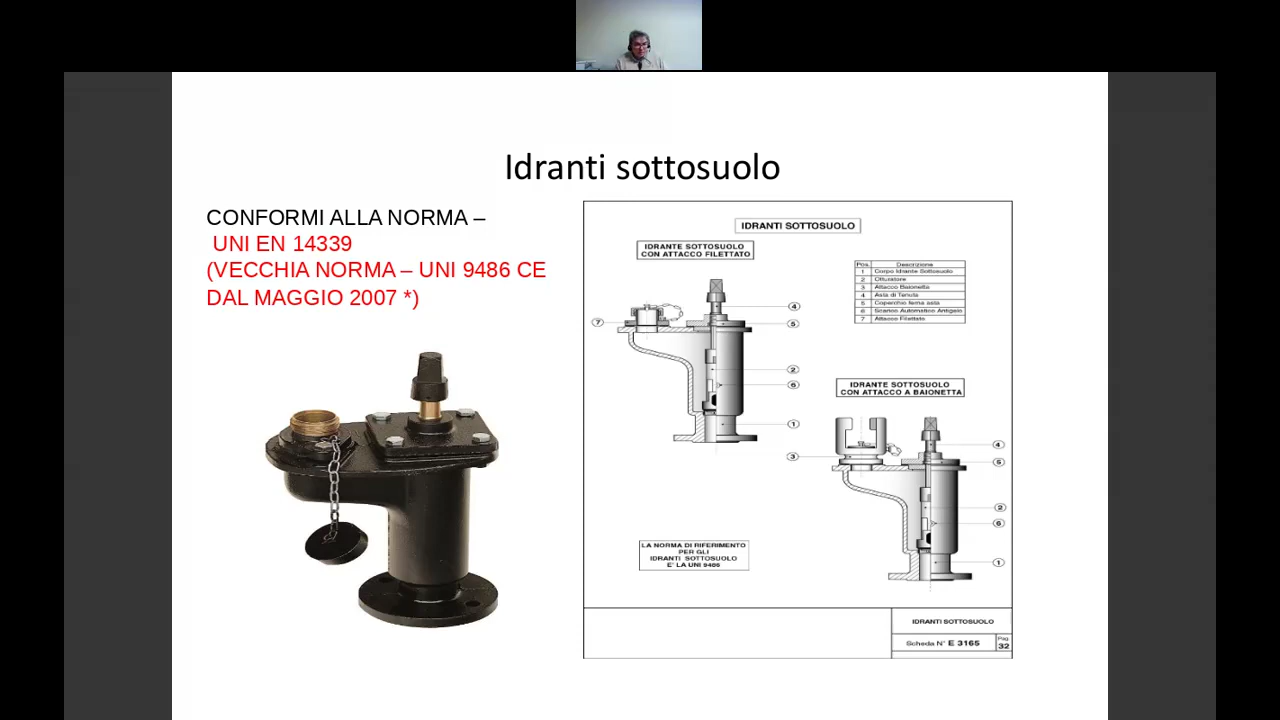 Idranti sottosuolo
CONFORMI ALLA NORMA –
UNI EN 14339
(VECCHIA NORMA – UNI 9486 CE
DAL MAGGIO 2007 *)
IDRANTI SOTTOSUOLO
IDRANTE SOTTOSUOLO
CON ATTACCO FILETTATO
Pos. Descrizione
1 Corpo Idrante Sottosuolo
2 Otturatore
3 Attacco Baionetta
4 Asta di Tenuta
5 Coperchio ferma asta
6 Scarico Automatico Antigelo
7 Attacco Filettato
4
7
5
2
6
1
IDRANTE SOTTOSUOLO
CON ATTACCO A BAIONETTA
4
3
5
2
6
1
LA NORMA DI RIFERIMENTO
PER GLI
IDRANTI SOTTOSUOLO
E' LA UNI 9486
IDRANTI SOTTOSUOLO
Scheda N° E 3165
Pag.
32